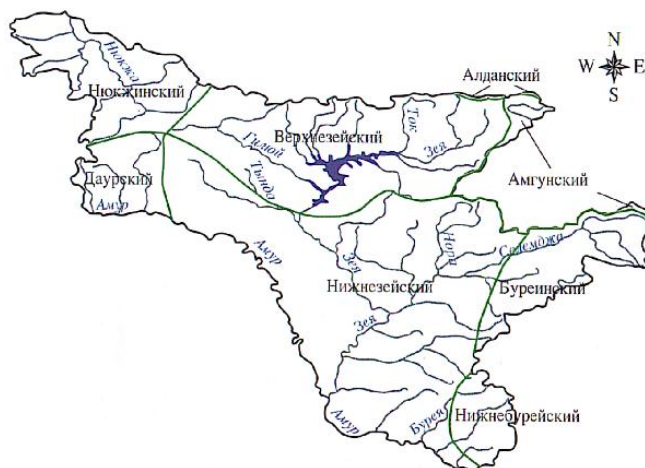 N
W E
S
Нюкжа
Нюкжинский
Алданский
Ток
Верхнезейский
Гилюй
Зея
Тында
Даурский
Амур
Амгунский
Амур
Зея
Нора
Селемджа
Нижнезейский
Буреинский
Зея
Амур
Бурея
Нижнебурейский